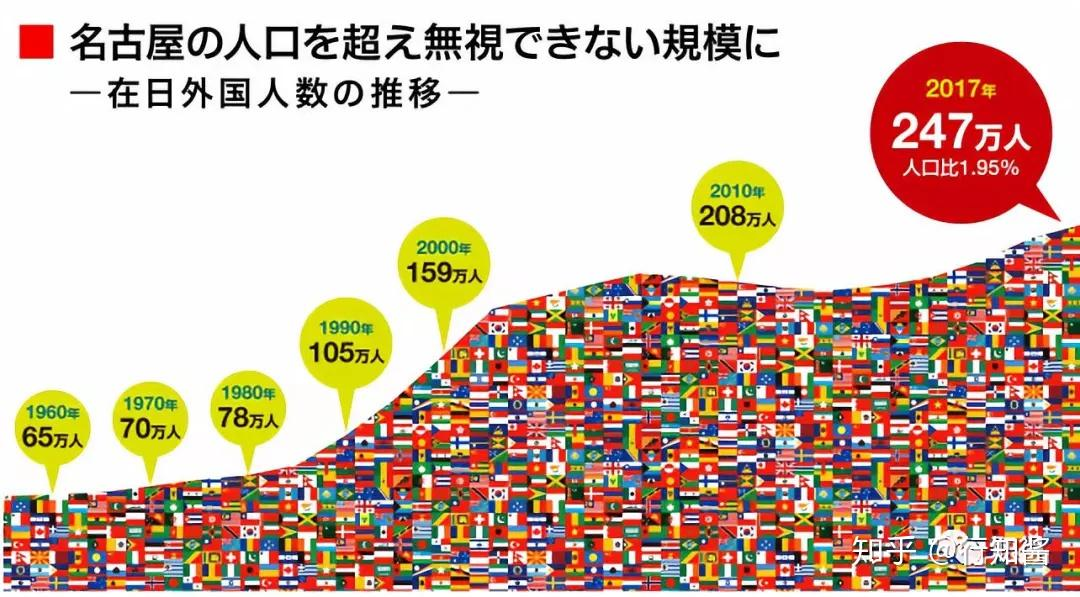 名古屋の人口を超え無視できない規模に
―在日外国人数の推移―
1960年
65万人
1970年
70万人
1980年
78万人
1990年
105万人
2000年
159万人
2010年
208万人
2017年
247万人
人口比1.95%
知乎 @行知酱